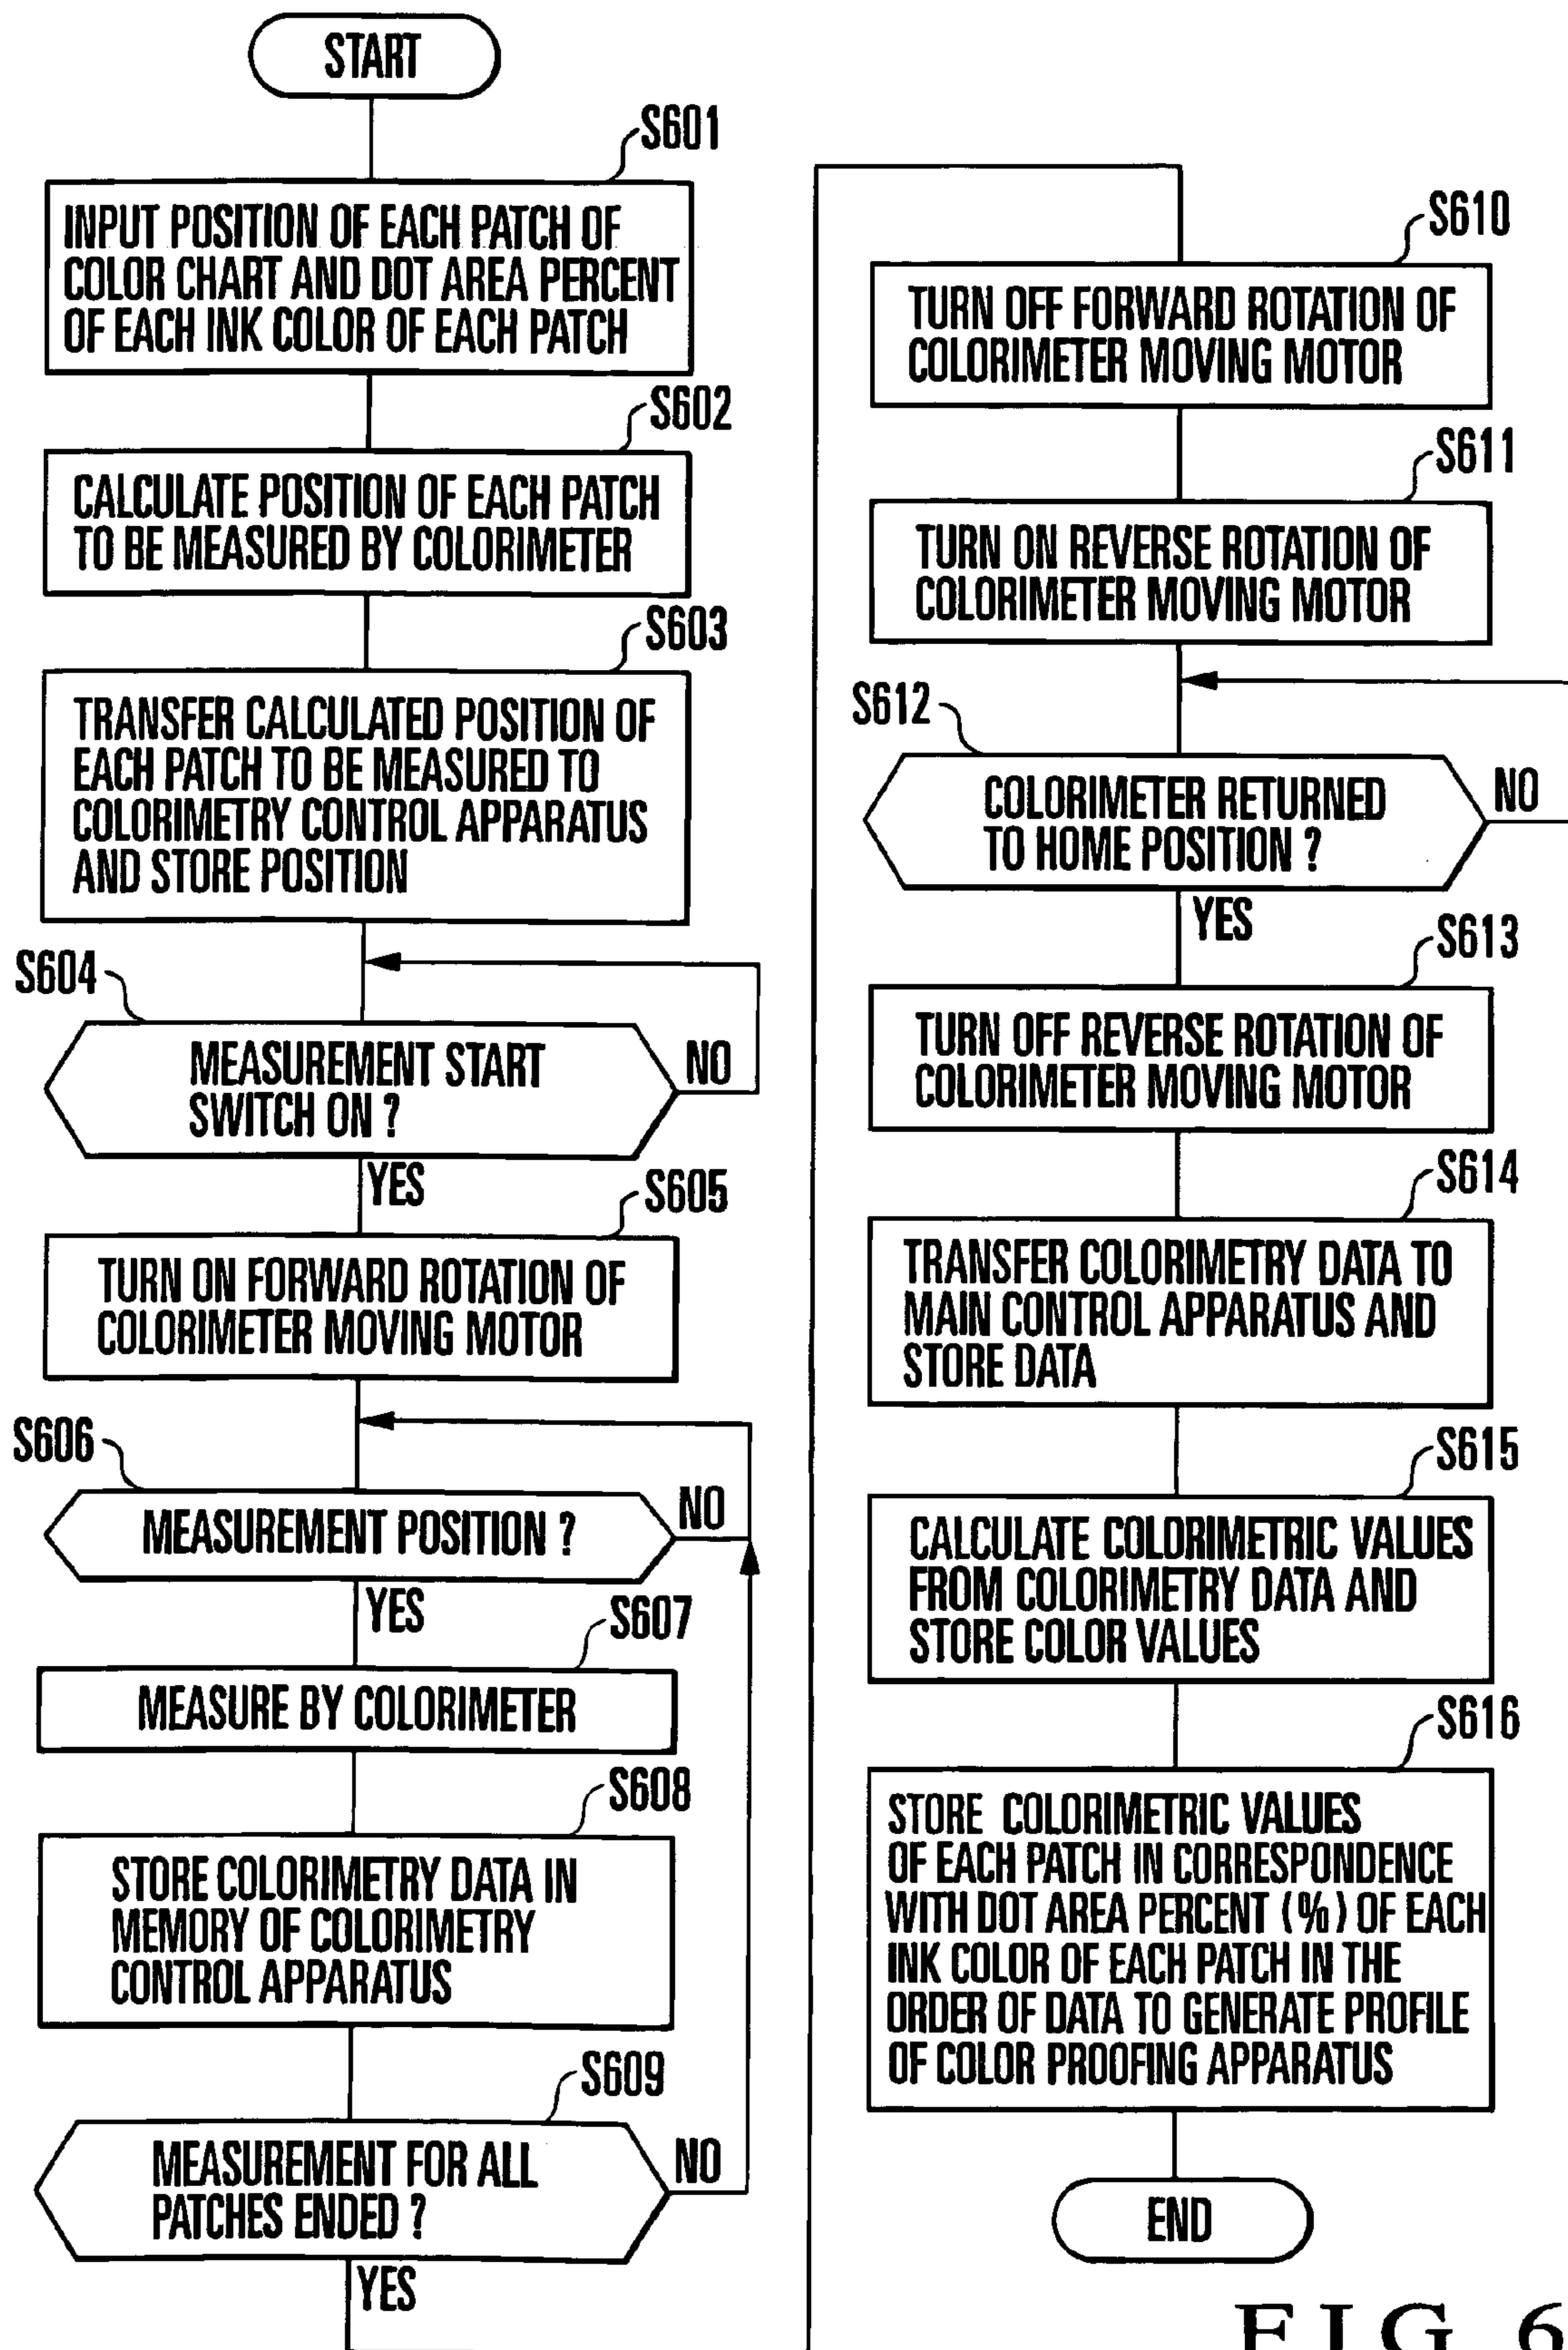 START
S601
INPUT POSITION OF EACH PATCH OF
COLOR CHART AND DOT AREA PERCENT
OF EACH INK COLOR OF EACH PATCH
S602
CALCULATE POSITION OF EACH PATCH
TO BE MEASURED BY COLORIMETER
S603
TRANSFER CALCULATED POSITION OF
EACH PATCH TO BE MEASURED TO
COLORIMETRY CONTROL APPARATUS
AND STORE POSITION
S604
MEASUREMENT START
SWITCH ON ?
NO
YES
S605
TURN ON FORWARD ROTATION OF
COLORIMETER MOVING MOTOR
S606
MEASUREMENT POSITION ?
NO
YES
S607
MEASURE BY COLORIMETER
S608
STORE COLORIMETRY DATA IN
MEMORY OF COLORIMETRY
CONTROL APPARATUS
S609
MEASUREMENT FOR ALL
PATCHES ENDED ?
NO
YES
S610
TURN OFF FORWARD ROTATION OF
COLORIMETER MOVING MOTOR
S611
TURN ON REVERSE ROTATION OF
COLORIMETER MOVING MOTOR
S612
COLORIMETER RETURNED
TO HOME POSITION ?
NO
YES
S613
TURN OFF REVERSE ROTATION OF
COLORIMETER MOVING MOTOR
S614
TRANSFER COLORIMETRY DATA TO
MAIN CONTROL APPARATUS AND
STORE DATA
S615
CALCULATE COLORIMETRIC VALUES
FROM COLORIMETRY DATA AND
STORE COLOR VALUES
S616
STORE COLORIMETRIC VALUES
OF EACH PATCH IN CORRESPONDENCE
WITH DOT AREA PERCENT (%) OF EACH
INK COLOR OF EACH PATCH IN THE
ORDER OF DATA TO GENERATE PROFILE
OF COLOR PROOFING APPARATUS
END
FIG. 6